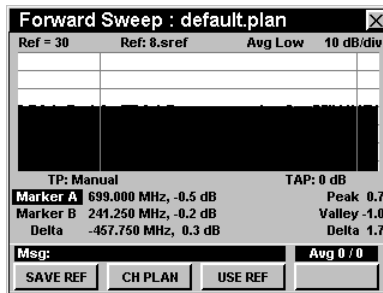 Forward Sweep : default.plan
Ref = 30 Ref: 8.sref Avg Low 10 dB/div
TP: Manual TAP: 0 dB
Marker A 699.000 MHz, -0.5 dB Peak 0.7
Marker B 241.250 MHz, -0.2 dB Valley -1.0
Delta -457.750 MHz, 0.3 dB Delta 1.7
Msg: Avg 0 / 0
SAVE REF CH PLAN USE REF